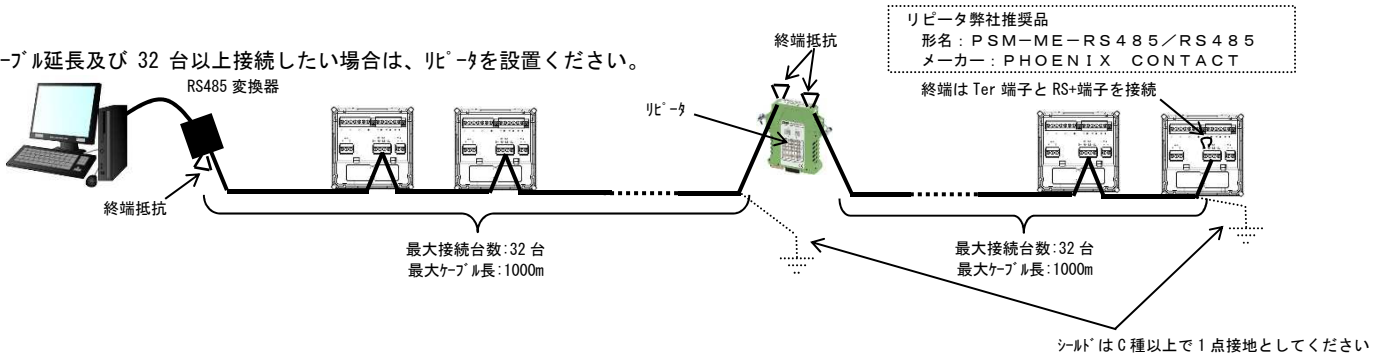 リピータ弊社推奨品
形名：ＰＳＭ－ＭＥ－ＲＳ４８５／ＲＳ４８５
メーカー：ＰＨＯＥＮＩＸ　ＣＯＮＴＡＣＴ
ｰﾌﾞﾙ延長及び 32 台以上接続したい場合は、ﾘﾋﾟｰﾀを設置ください。
終端抵抗
RS485 変換器
終端は Ter 端子と RS+端子を接続
ﾘﾋﾟｰﾀ
終端抵抗
最大接続台数:32 台
最大ｹｰﾌﾞﾙ長:1000m
最大接続台数:32 台
最大ｹｰﾌﾞﾙ長:1000m
ｼｰﾙﾄﾞは C 種以上で 1 点接地としてください